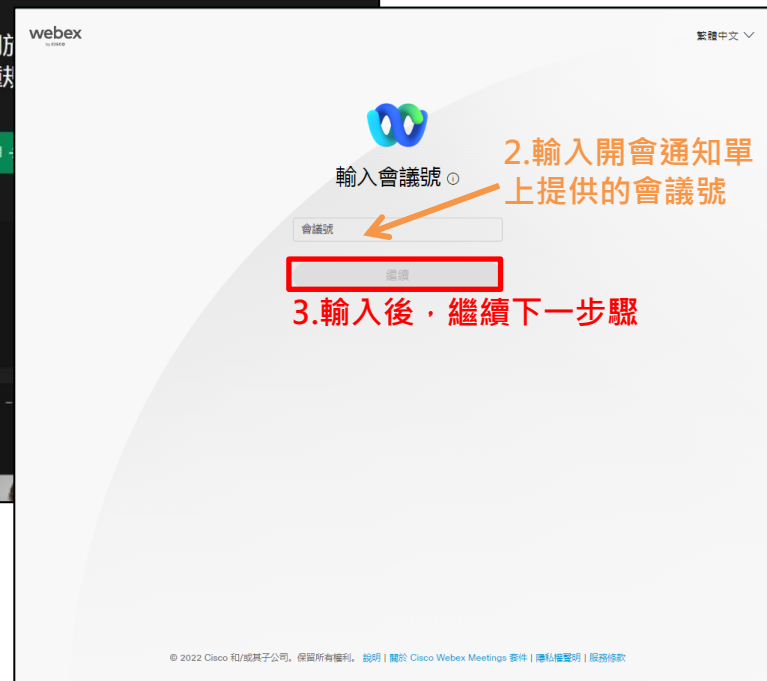 webex
by CISCO
繁體中文
輸入會議號
2.輸入開會通知單
上提供的會議號
會議號
繼續
3.輸入後，繼續下一步驟
© 2022 Cisco 和/或其子公司。保留所有權利。 說明 | 關於 Cisco Webex Meetings 套件 | 隱私權聲明 | 服務條款